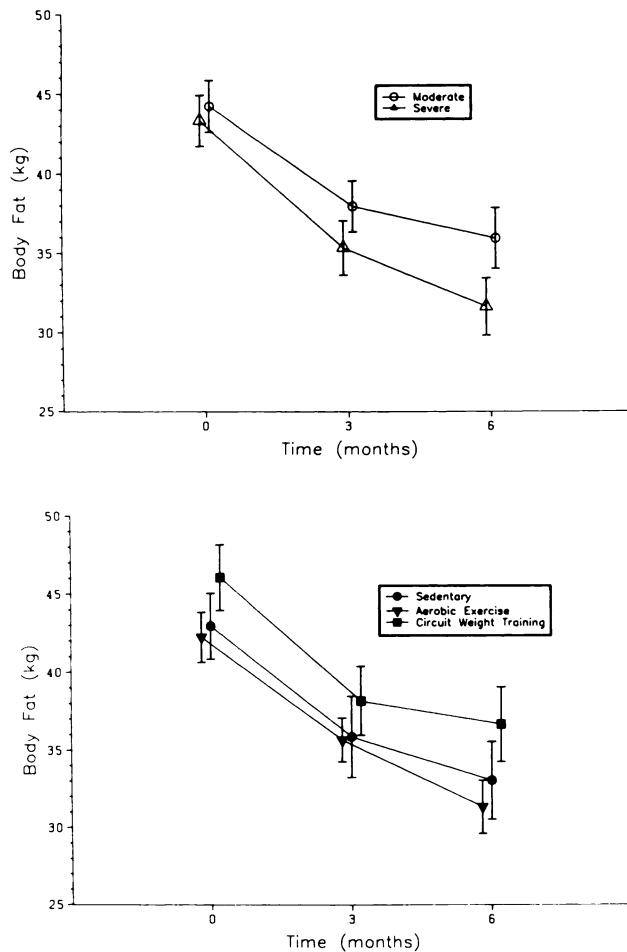 50
45
40
35
30
25
Body Fat (kg)
Moderate
Severe
0 3 6
Time (months)
50
45
40
35
30
25
Body Fat (kg)
Sedentary
Aerobic Exercise
Circuit Weight Training
0 3 6
Time (months)